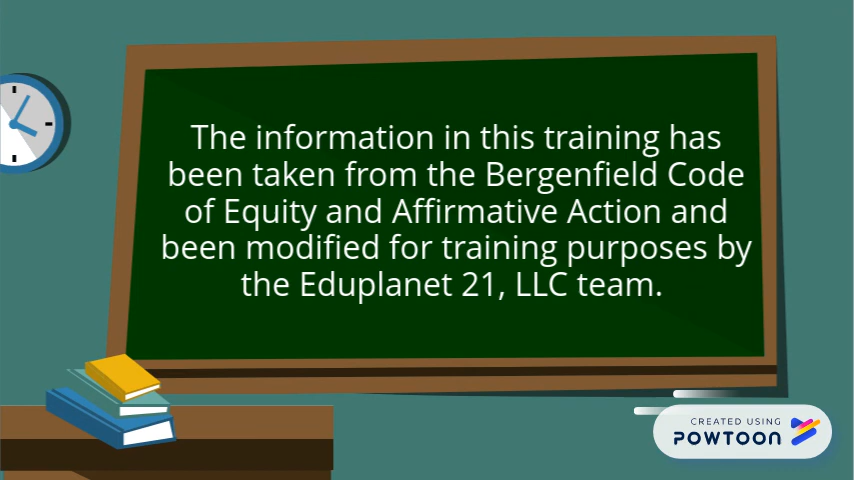 The information in this training has
been taken from the Bergenfield Code
of Equity and Affirmative Action and
been modified for training purposes by
the Eduplanet 21, LLC team.
CREATED USING
POWTOON